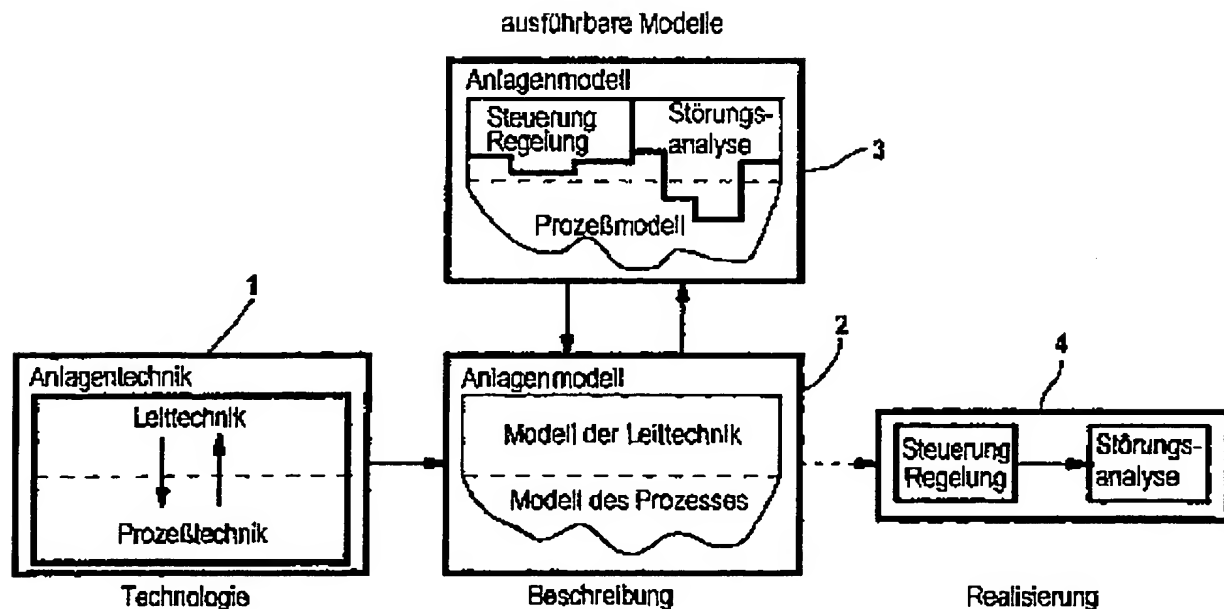 ausführbare Modelle
Anlagenmodell
Steuerung
Regelung
Störungs-
analyse
Prozeßmodell
3
1
2
4
Anlagentechnik
Leittechnik
Prozeßtechnik
Technologie
Anlagenmodell
Modell der Leittechnik
Modell des Prozesses
Beschreibung
Steuerung
Regelung
Störungs-
analyse
Realisierung